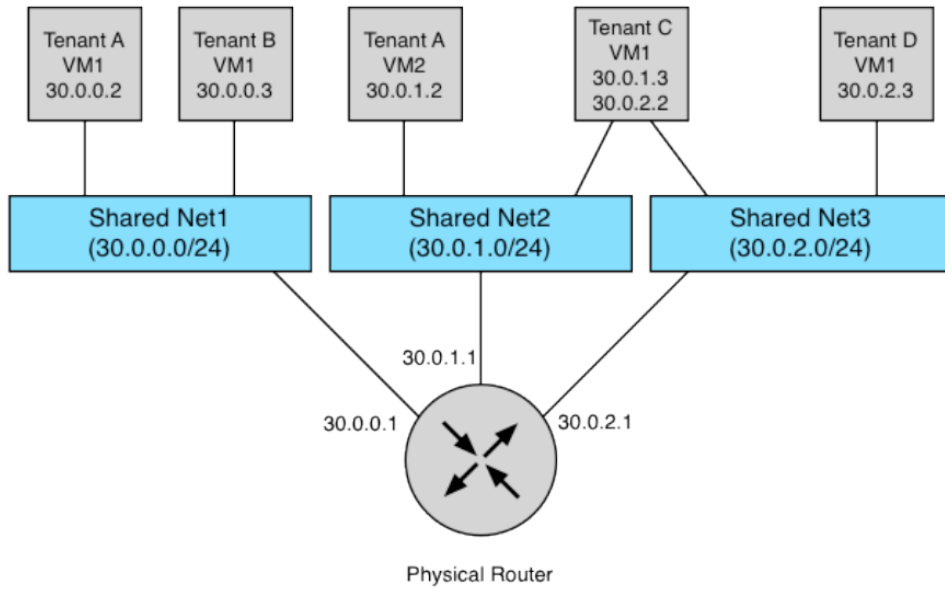 Tenant A
VM1
30.0.0.2
Tenant B
VM1
30.0.0.3
Tenant A
VM2
30.0.1.2
Tenant C
VM1
30.0.1.3
30.0.2.2
Tenant D
VM1
30.0.2.3
Shared Net1
(30.0.0.0/24)
Shared Net2
(30.0.1.0/24)
Shared Net3
(30.0.2.0/24)
30.0.1.1
30.0.0.1
30.0.2.1
Physical Router